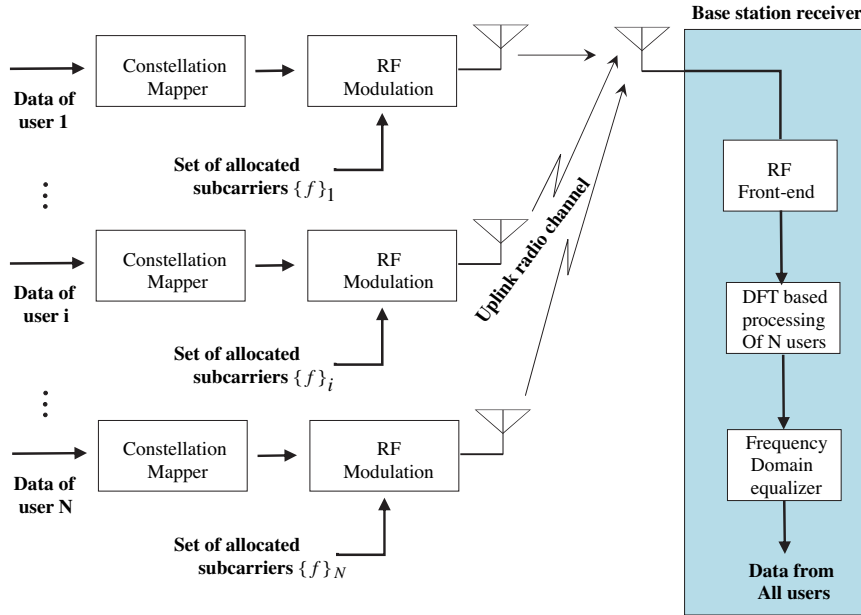 Base station receiver
Constellation
Mapper
RF
Modulation
Data of
user 1
Set of allocated
subcarriers {f}1
RF
Front-end
Uplink radio channel
Constellation
Mapper
RF
Modulation
Data of
user i
Set of allocated
subcarriers {f}i
DFT based
processing
Of N users
Constellation
Mapper
RF
Modulation
Data of
user N
Set of allocated
subcarriers {f}N
Frequency
Domain
equalizer
Data from
All users